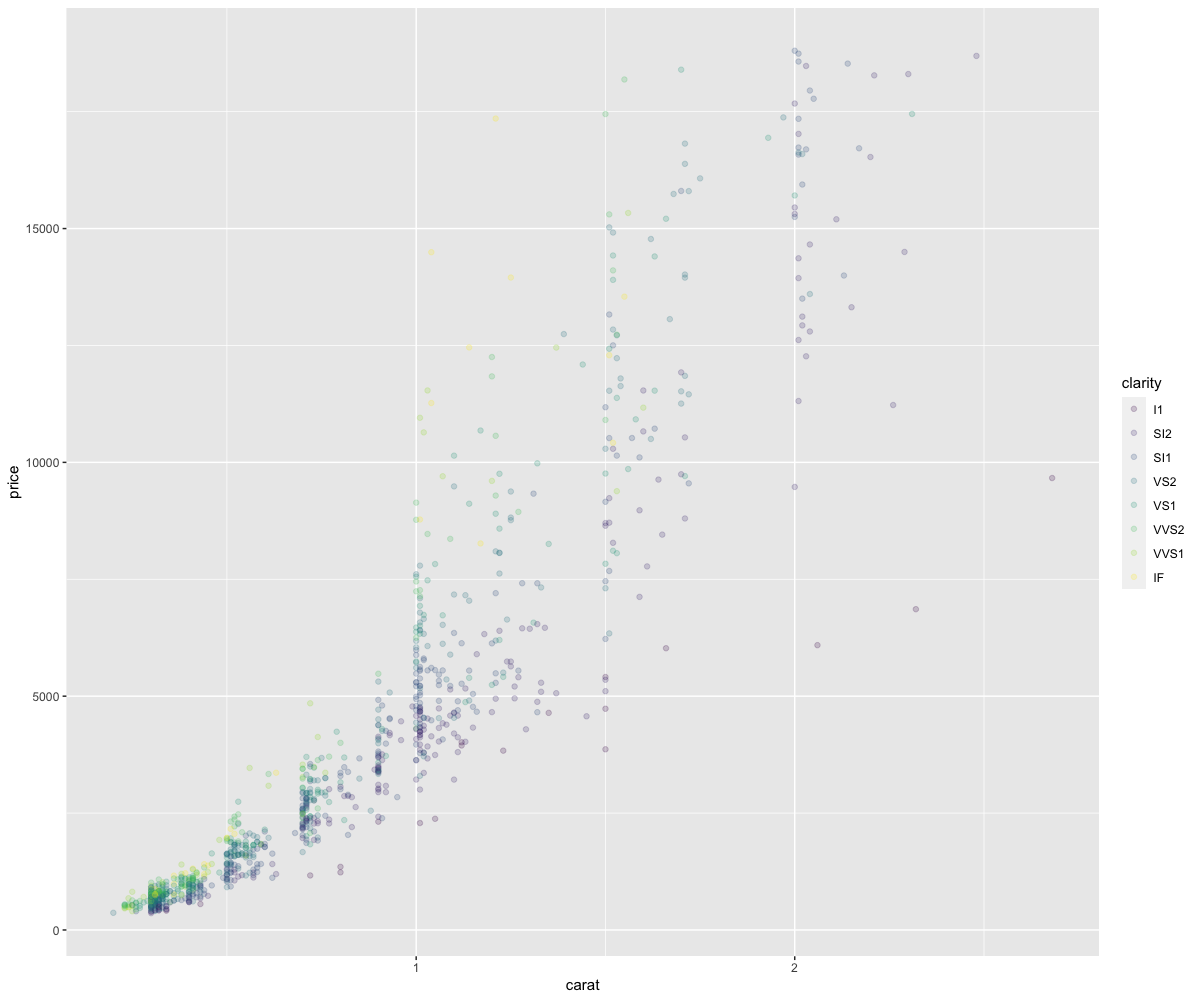 15000
10000
5000
0
price
1
2
carat
clarity
I1
SI2
SI1
VS2
VS1
VVS2
VVS1
IF